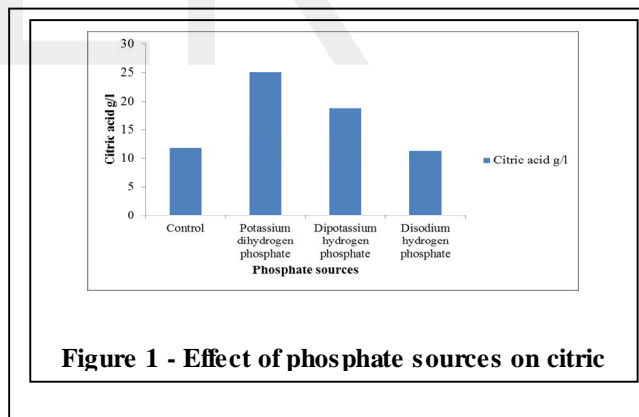 30
25
20
15
10
5
0
Citric acid g/l
Control
Potassium dihydrogen phosphate
Dipotassium hydrogen phosphate
Disodium hydrogen phosphate
Phosphate sources
Citric acid g/l
Figure 1 - Effect of phosphate sources on citric